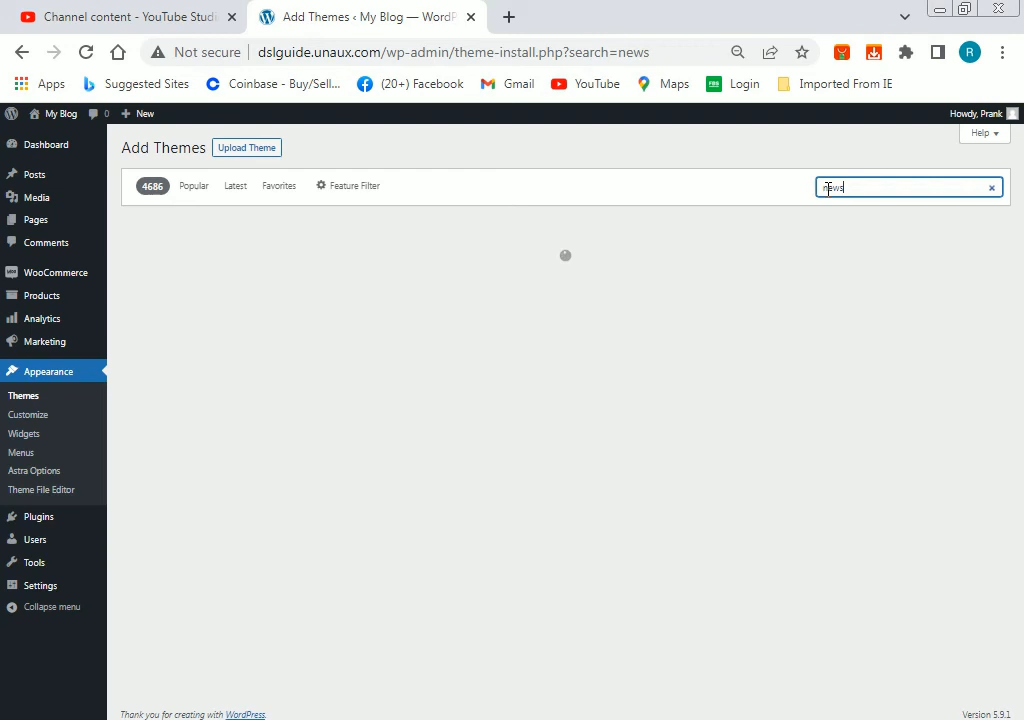 Channel content - YouTube Studi
Add Themes ‹ My Blog — WordP
Not secure
dslguide.unaux.com/wp-admin/theme-install.php?search=news
R
Apps
Suggested Sites
Coinbase - Buy/Sell...
(20+) Facebook
Gmail
YouTube
Maps
Login
Imported From IE
My Blog
0
New
Howdy, Prank
Dashboard
Posts
Media
Pages
Comments
WooCommerce
Products
Analytics
Marketing
Appearance
Themes
Customize
Widgets
Menus
Astra Options
Theme File Editor
Plugins
Users
Tools
Settings
Collapse menu
Help
Add Themes
Upload Theme
4686
Popular
Latest
Favorites
Feature Filter
news
Thank you for creating with WordPress.
Version 5.9.1